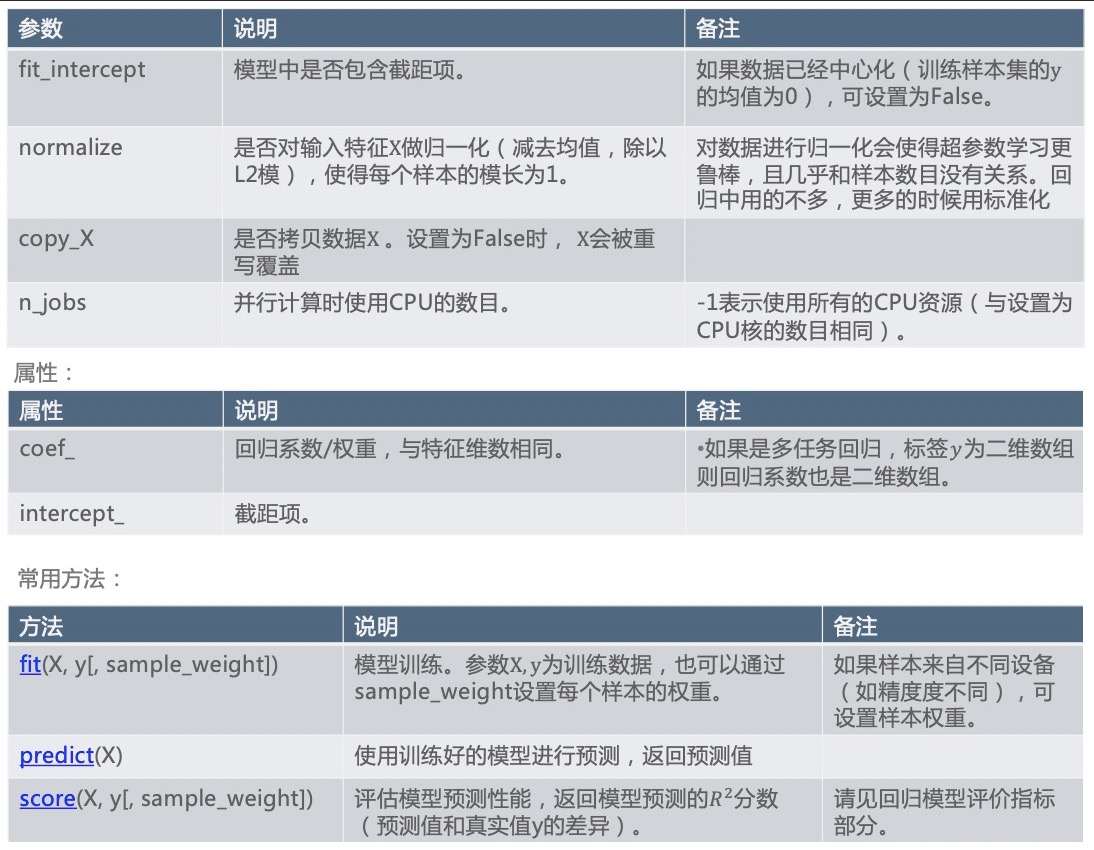 参数 说明 备注
fit_intercept 模型中是否包含截距项。 如果数据已经中心化（训练样本集的y
的均值为0），可设置为False。
normalize 是否对输入特征X做归一化（减去均值，除以 对数据进行归一化会使得超参数学习更
L2模），使得每个样本的模长为1。 鲁棒，且几乎和样本数目没有关系。回
归中用的不多，更多的时候用标准化
copy_X 是否拷贝数据X 。设置为False时， X会被重
写覆盖
n_jobs 并行计算时使用CPU的数目。 -1表示使用所有的CPU资源（与设置为
CPU核的数目相同）。
属性：
属性 说明 备注
coef_ 回归系数/权重，与特征维数相同。 •如果是多任务回归，标签y为二维数组
则回归系数也是二维数组。
intercept_ 截距项。
常用方法：
方法 说明 备注
fit(X, y[, sample_weight]) 模型训练。参数X,y为训练数据，也可以通过 如果样本来自不同设备
sample_weight设置每个样本的权重。 （如精度度不同），可
设置样本权重。
predict(X) 使用训练好的模型进行预测，返回预测值
score(X, y[, sample_weight]) 评估模型预测性能，返回模型预测的R²分数 请见回归模型评价指标
（预测值和真实值y的差异）。 部分。